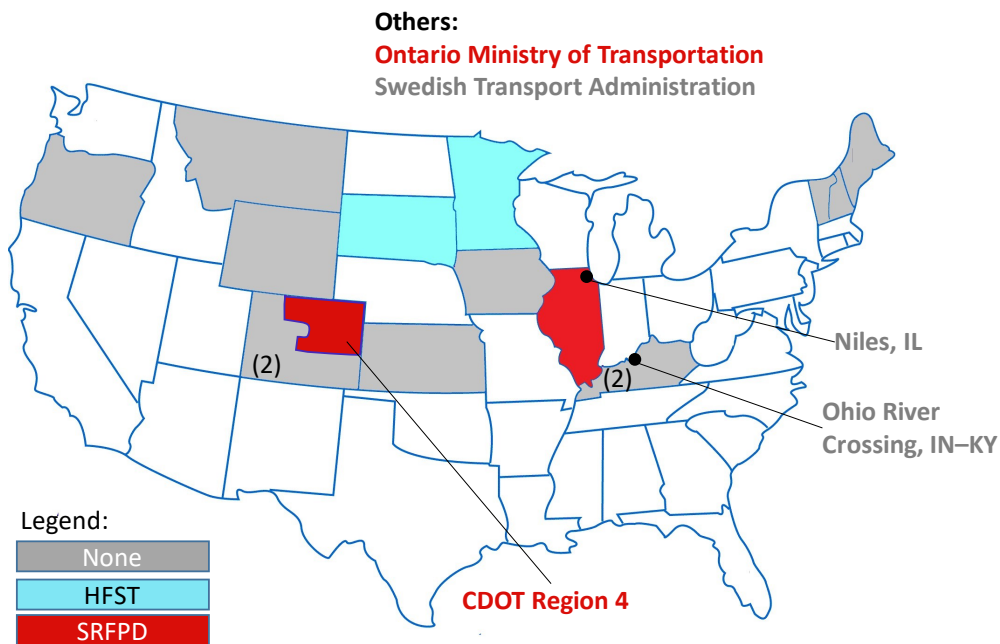 Others:
Ontario Ministry of Transportation
Swedish Transport Administration
Niles, IL
(2)
(2)
Ohio River
Crossing, IN–KY
Legend:
None
HFST
SRFPD
CDOT Region 4